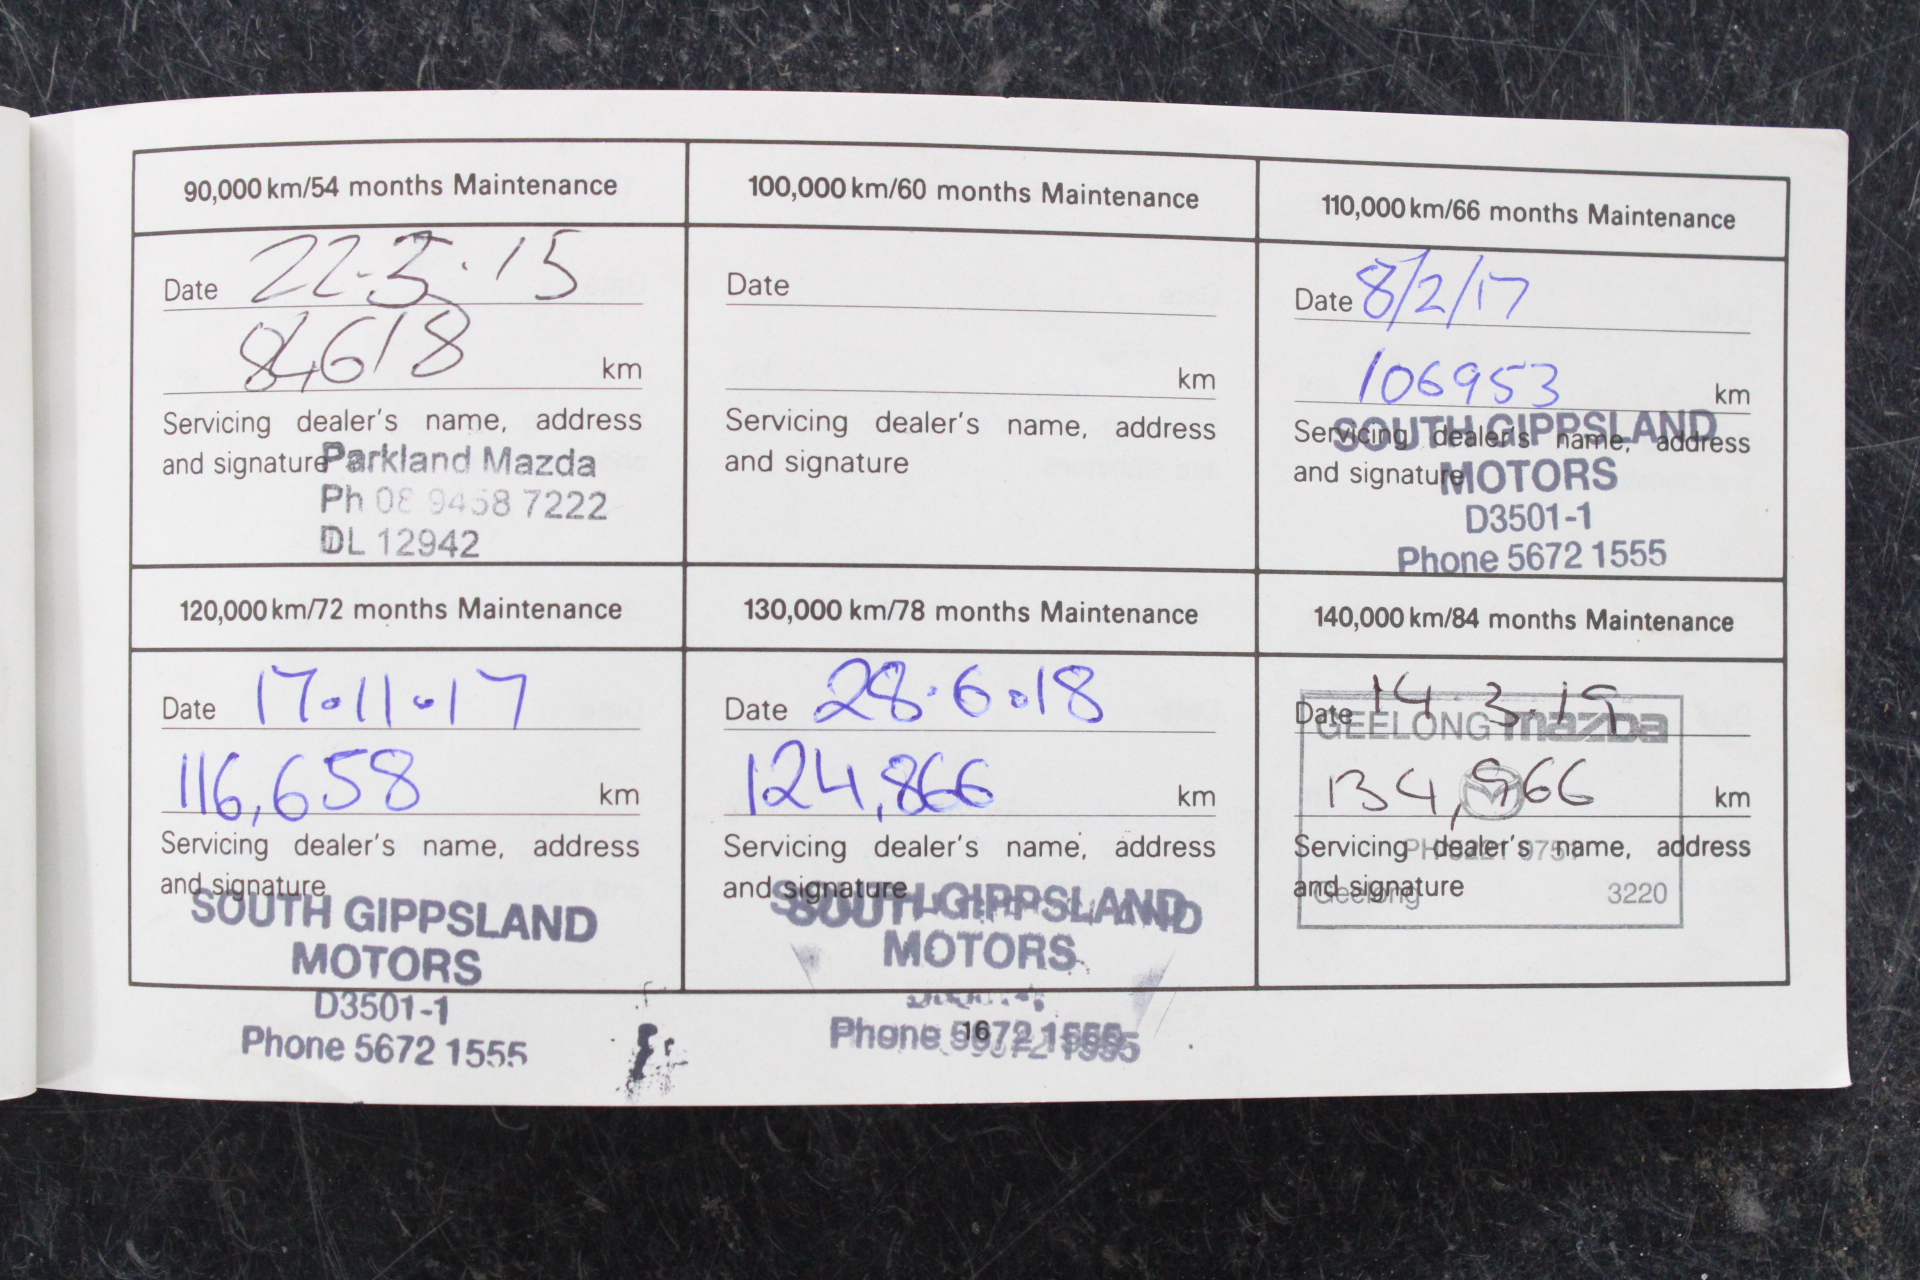 90,000 km/54 months Maintenance
Date 22.3.15
84,618 km
Servicing dealer's name, address
and signature
Parkland Mazda
Ph 08 9458 7222
DL 12942
100,000 km/60 months Maintenance
Date
km
Servicing dealer's name, address
and signature
110,000 km/66 months Maintenance
Date 8/2/17
106953 km
Servicing dealer's name, address
and signature
SOUTH GIPPSLAND
MOTORS
D3501-1
Phone 5672 1555
120,000 km/72 months Maintenance
Date 17.11.17
116,658 km
Servicing dealer's name, address
and signature
SOUTH GIPPSLAND
MOTORS
D3501-1
Phone 5672 1555
130,000 km/78 months Maintenance
Date 28.6.18
124,866 km
Servicing dealer's name, address
and signature
SOUTH GIPPSLAND
MOTORS
Phone 5672 1555
140,000 km/84 months Maintenance
Date 14.3.19
GEELONG mazda
134,966 km
Servicing dealer's name, address
and signature
PH
Geelong 3220
16